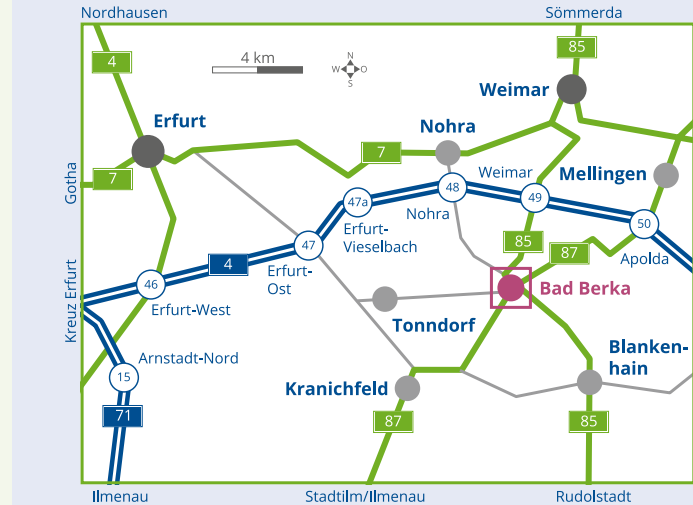 Nordhausen
Sömmerda
4
4 km
N
W
O
S
85
Weimar
Erfurt
Nohra
7
7
Weimar
Mellingen
Gotha
47a
48
49
50
Nohra
Erfurt-
Vieselbach
85
87
Apolda
47
4
Erfurt-
Ost
46
Erfurt-West
Bad Berka
Kreuz Erfurt
Tonndorf
Arnstadt-Nord
15
Blanken-
hain
Kranichfeld
71
87
85
Ilmenau
Stadtilm/Ilmenau
Rudolstadt